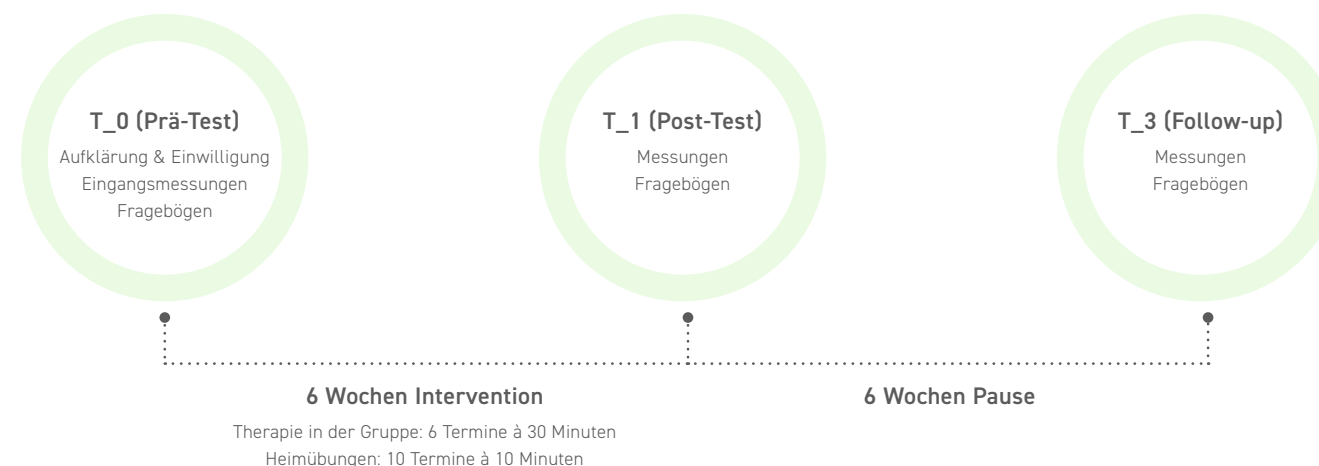 T_0 (Prä-Test)
Aufklärung & Einwilligung
Eingangsmessungen
Fragebögen
T_1 (Post-Test)
Messungen
Fragebögen
T_3 (Follow-up)
Messungen
Fragebögen
6 Wochen Intervention
Therapie in der Gruppe: 6 Termine à 30 Minuten
Heimübungen: 10 Termine à 10 Minuten
6 Wochen Pause